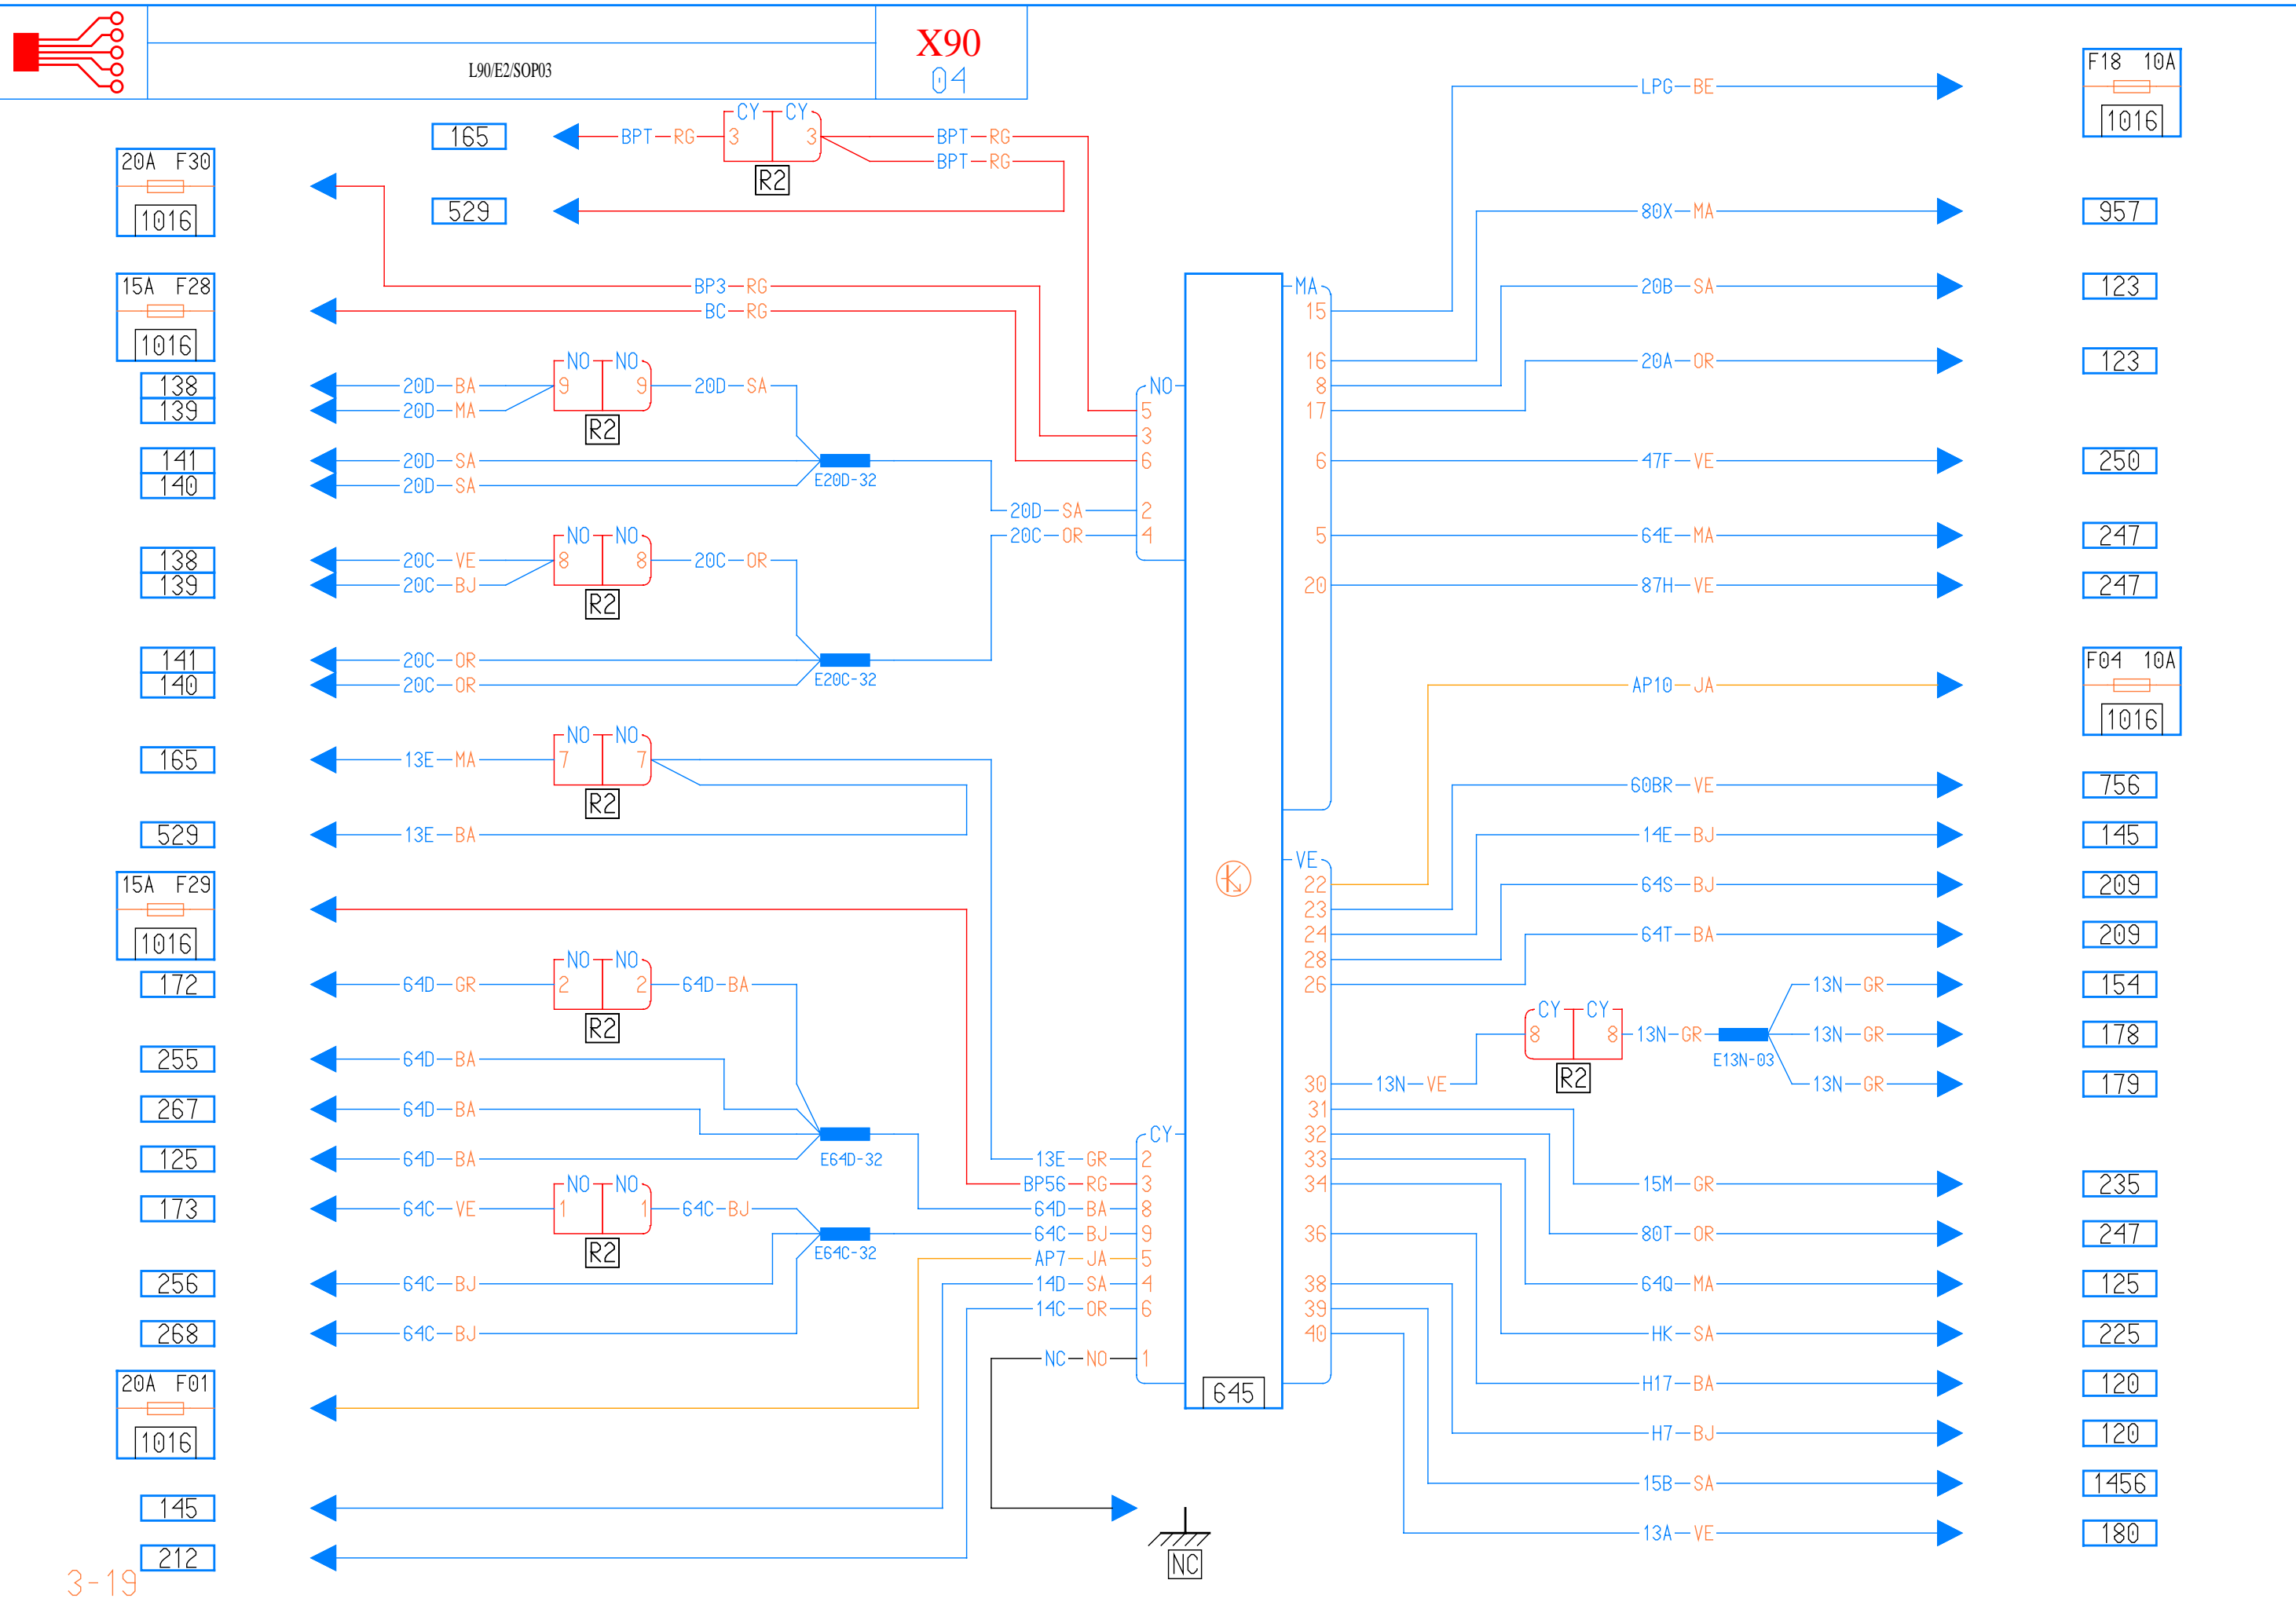 L90/E2/SOP03
X90
04
165
BPT RG
CY CY
3 3
R2
BPT RG
BPT RG
529
20A F30
1016
15A F28
1016
BP3 RG
BC RG
138
139
20D BA
20D MA
NO NO
9 9
R2
20D SA
141
140
20D SA
20D SA
E20D-32
20D SA
20C OR
138
139
20C VE
20C BJ
NO NO
8 8
R2
20C OR
141
140
20C OR
20C OR
E20C-32
165
13E MA
NO NO
7 7
R2
529
13E BA
15A F29
1016
172
64D GR
NO NO
2 2
R2
64D BA
255
64D BA
267
64D BA
125
64D BA
E64D-32
173
64C VE
NO NO
1 1
R2
64C BJ
E64C-32
256
64C BJ
268
64C BJ
20A F01
1016
145
212
3-19
NO
5
3
6
2
4
CY
13E GR 2
BP56 RG 3
64D BA 8
64C BJ 9
AP7 JA 5
14D SA 4
14C OR 6
NC NO 1
NC
645
MA
15
16
8
17
6
5
20
VE
22
23
24
28
26
30
31
32
33
34
36
38
39
40
LPG BE
F18 10A
1016
80X MA
957
20B SA
123
20A OR
123
47F VE
250
64E MA
247
87H VE
247
AP10 JA
F04 10A
1016
60BR VE
756
14E BJ
145
64S BJ
209
64T BA
209
13N VE
CY CY
8 8
R2
13N GR
E13N-03
13N GR
154
13N GR
178
13N GR
179
15M GR
235
80T OR
247
64Q MA
125
HK SA
225
H17 BA
120
H7 BJ
120
15B SA
1456
13A VE
180